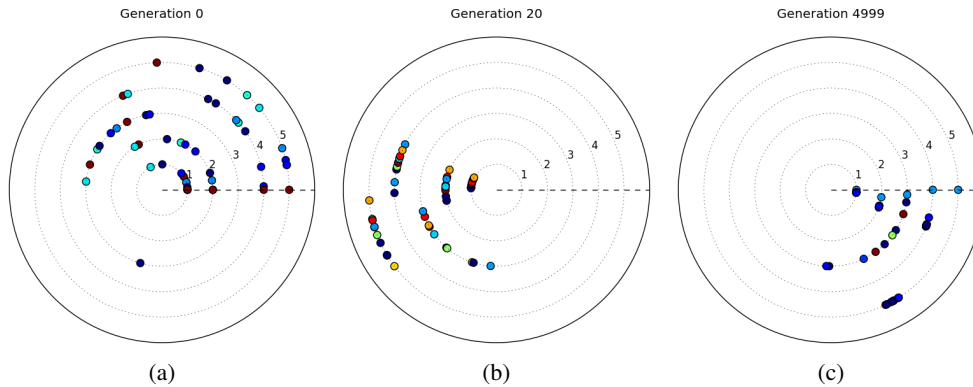 Generation 0 Generation 20 Generation 4999
1 2 3 4 5 1 2 3 4 5 1 2 3 4 5
(a) (b) (c)